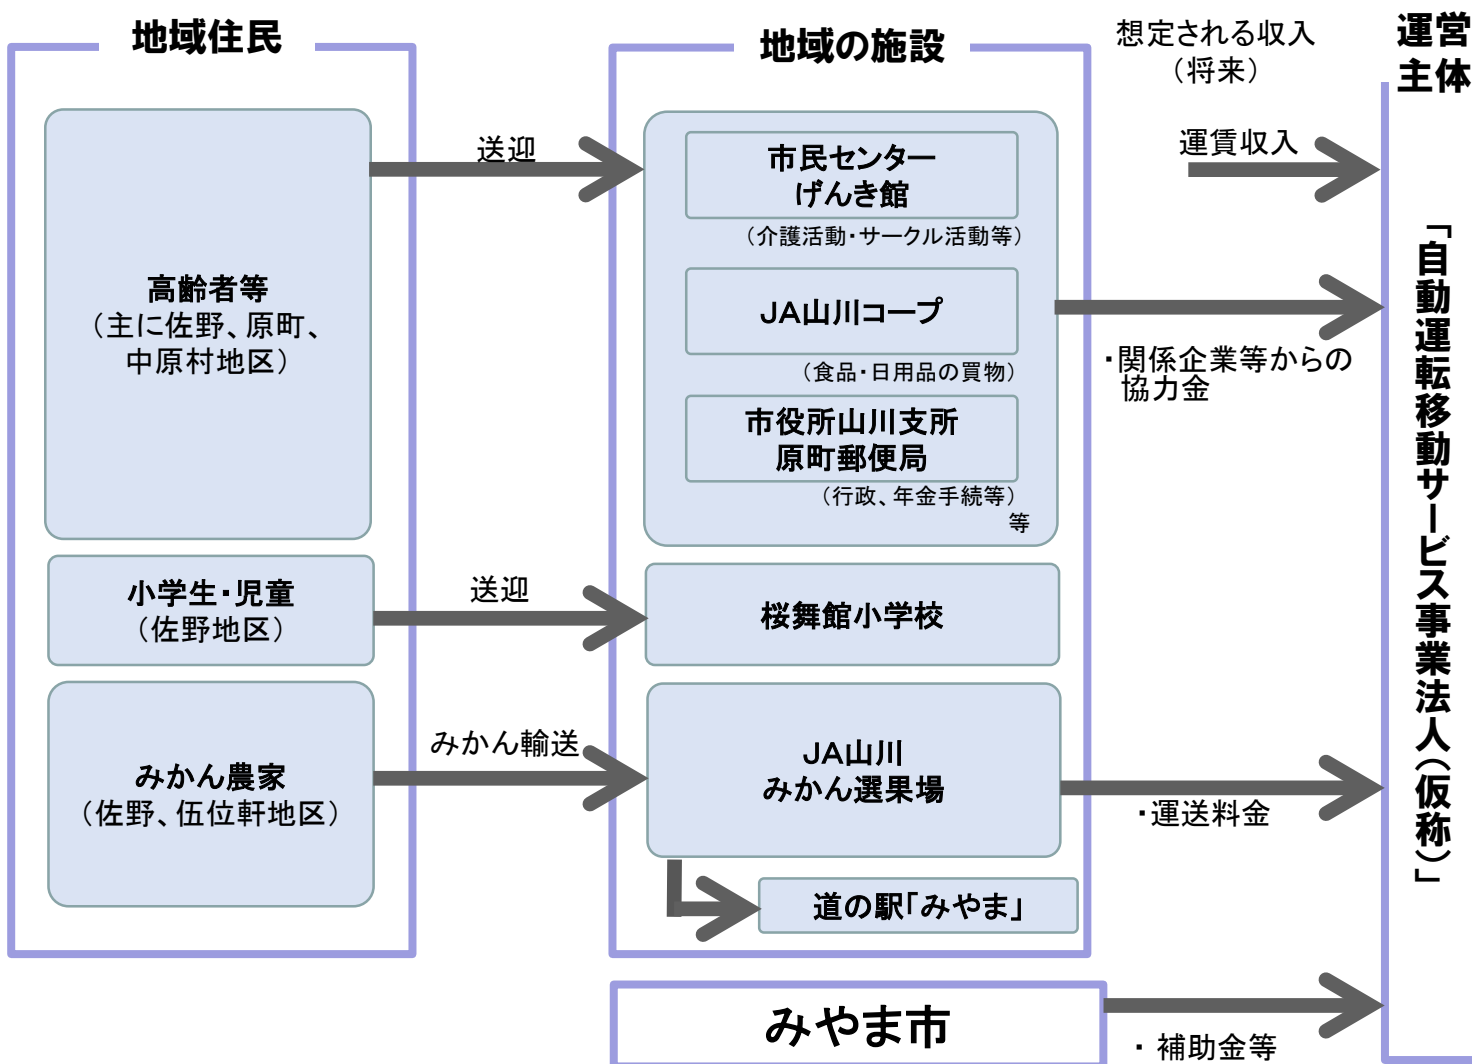 地域住民
高齢者等
（主に佐野、原町、
中原村地区）
小学生・児童
（佐野地区）
みかん農家
（佐野、伍位軒地区）
送迎
送迎
みかん輸送
地域の施設
市民センター
げんき館
（介護活動・サークル活動等）
JA山川コープ
（食品・日用品の買物）
市役所山川支所
原町郵便局
（行政、年金手続等）
等
桜舞館小学校
JA山川
みかん選果場
道の駅「みやま」
みやま市
想定される収入
（将来）
運賃収入
・関係企業等からの
協力金
・運送料金
・ 補助金等
運営
主体
「自動運転移動サービス事業法人（仮称）」